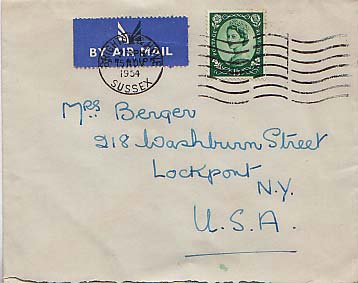 BY AIR MAIL
1954
SUSSEX
Mrs Berger
218 Washburn Street
Lockport
N.Y.
U.S.A.